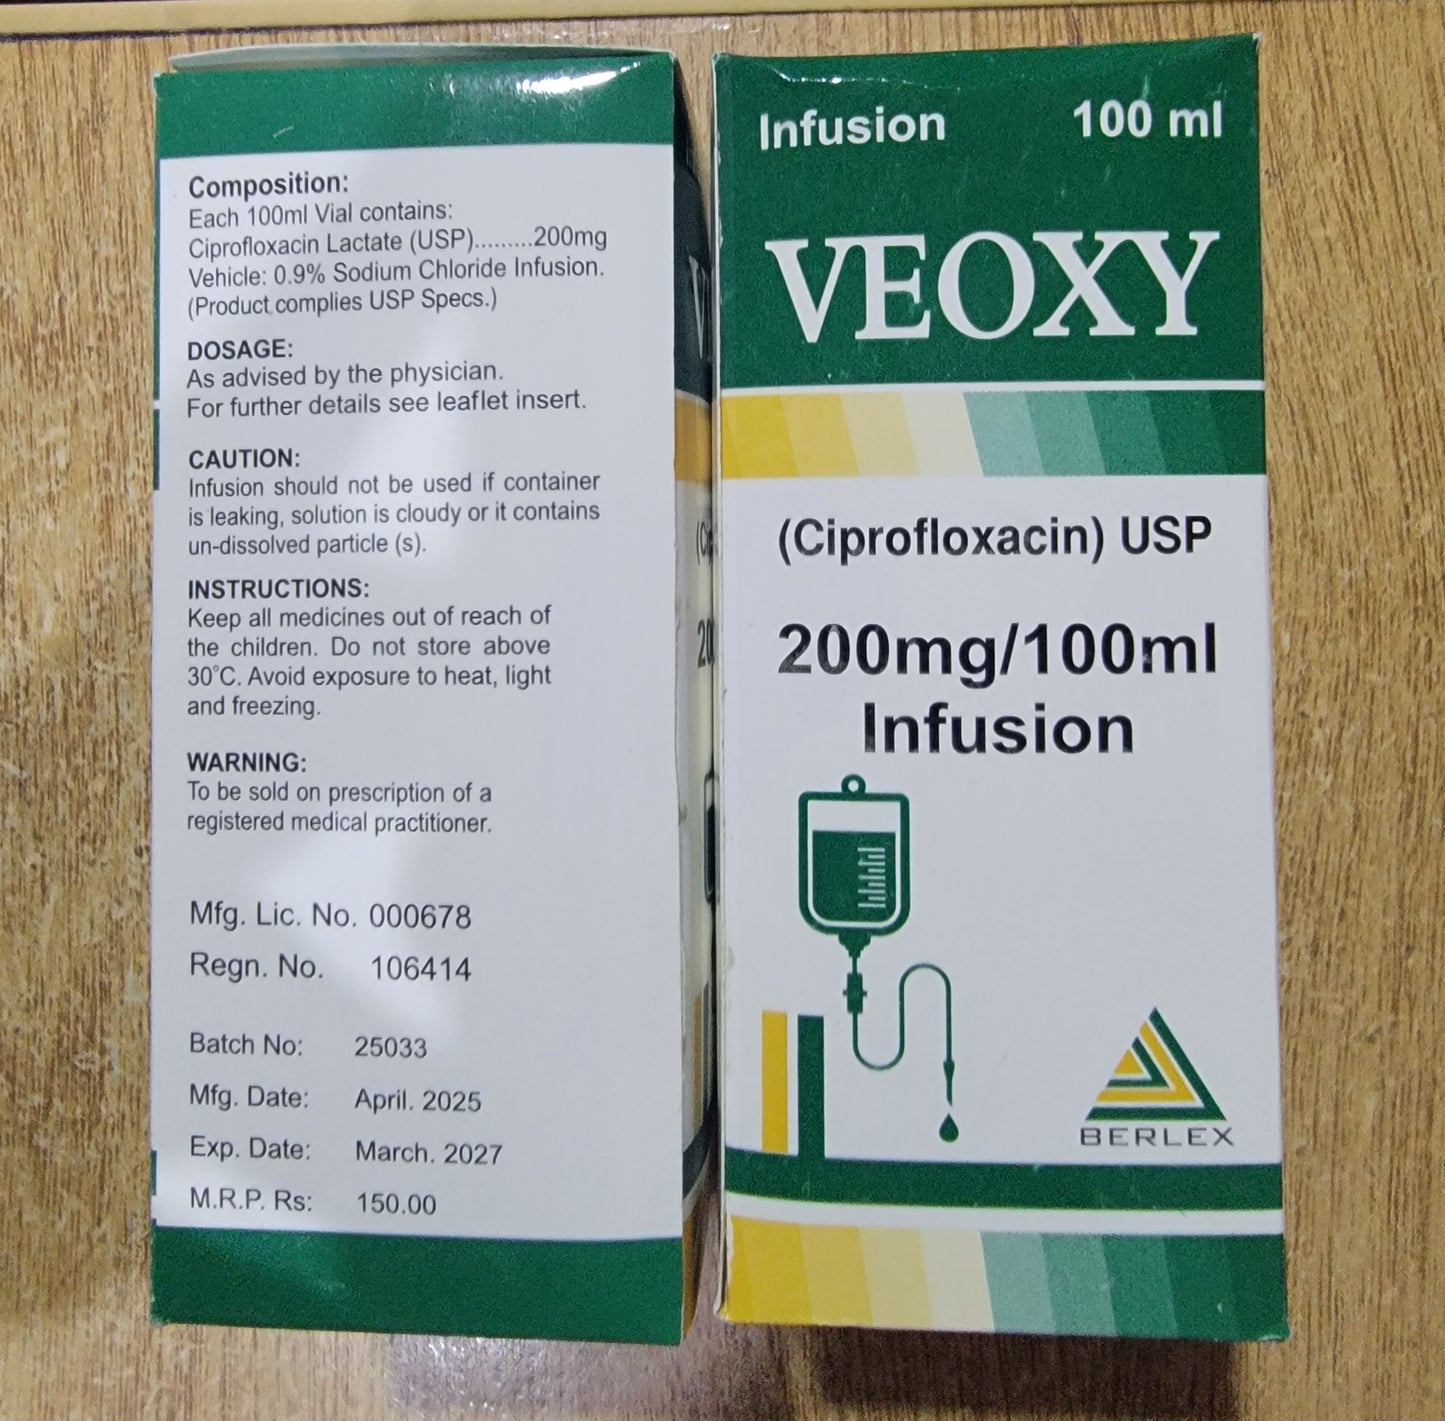 Composition:
Each 100ml Vial contains:
Ciprofloxacin Lactate (USP).........200mg
Vehicle: 0.9% Sodium Chloride Infusion.
(Product complies USP Specs.)
DOSAGE:
As advised by the physician.
For further details see leaflet insert.
CAUTION:
Infusion should not be used if container
is leaking, solution is cloudy or it contains
un-dissolved particle (s).
INSTRUCTIONS:
Keep all medicines out of reach of
the children. Do not store above
30°C. Avoid exposure to heat, light
and freezing.
WARNING:
To be sold on prescription of a
registered medical practitioner.
Mfg. Lic. No. 000678
Regn. No. 106414
Batch No: 25033
Mfg. Date: April. 2025
Exp. Date: March. 2027
M.R.P. Rs: 150.00
Infusion 100 ml
VEOXY
(Ciprofloxacin) USP
200mg/100ml
Infusion
BERLEX